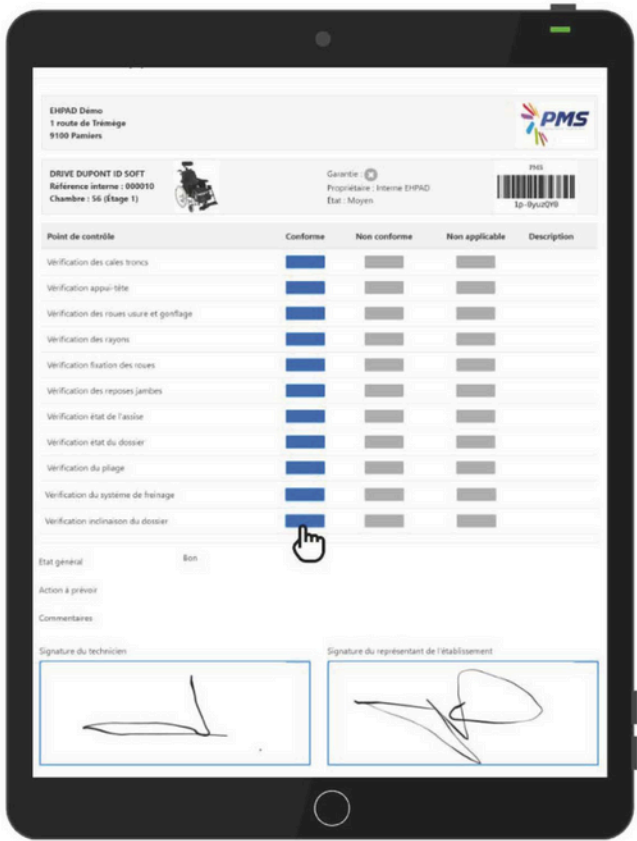 EHPAD Démo
1 route de Trémège
9100 Pamiers
PMS
DRIVE DUPONT ID SOFT
Référence interne : 000010
Chambre : 56 (Étage 1)
Garantie :
Propriétaire : Interne EHPAD
État : Moyen
PMS
1p-0yuzQY0
Point de contrôle Conforme Non conforme Non applicable Description
Vérification des cales troncs
Vérification appui-tête
Vérification des roues usure et gonflage
Vérification des rayons
Vérification fixation des roues
Vérification des reposes jambes
Vérification état de l'assise
Vérification état du dossier
Vérification du pliage
Vérification du système de freinage
Vérification inclinaison du dossier
Etat général Bon
Action à prévoir
Commentaires
Signature du technicien
Signature du représentant de l'établissement